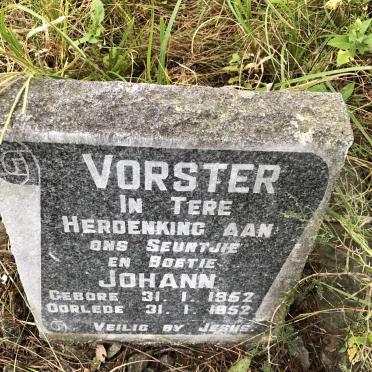 VORSTER
IN TERE
HERDENKING AAN
ONS SEUNTJIE
EN BOETIE
JOHANN
GEBORE 31. 1. 1952
OORLEDE 31. 1. 1952
VEILIG BY JESUS